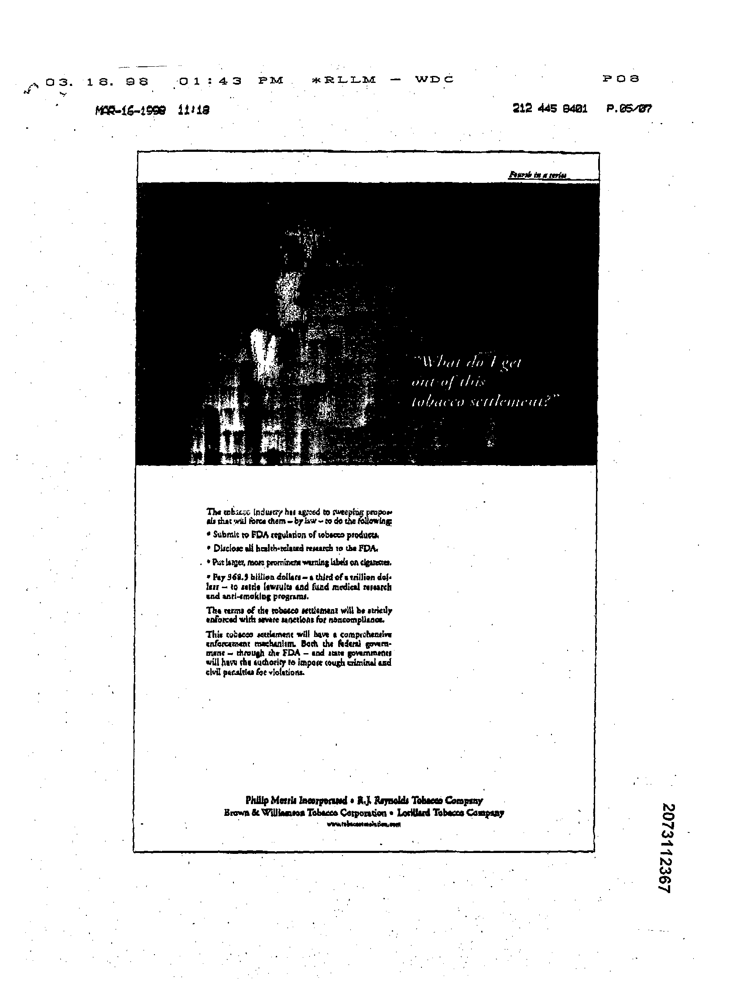 03. 16. 98 01:43 PM *RLLM - WDC P08
MAR-16-1998 11:18 212 445 8401 P.05/07
Fourth in a series
"What do I get
out of this
tobacco settlement?"
The tobacco industry has agreed to sweeping propos-
als that will force them – by law – to do the following:
• Submit to FDA regulation of tobacco products.
• Disclose all health-related research to the FDA.
• Put larger, more prominent warning labels on cigarettes.
• Pay 368.5 billion dollars – a third of a trillion dol-
lars – to settle lawsuits and fund medical research
and anti-smoking programs.
The terms of the tobacco settlement will be strictly
enforced with severe sanctions for noncompliance.
This tobacco settlement will have a comprehensive
enforcement mechanism. Both the federal govern-
ment – through the FDA – and state governments
will have the authority to impose tough criminal and
civil penalties for violations.
Philip Morris Incorporated • R.J. Reynolds Tobacco Company
Brown & Williamson Tobacco Corporation • Lorillard Tobacco Company
2073112367